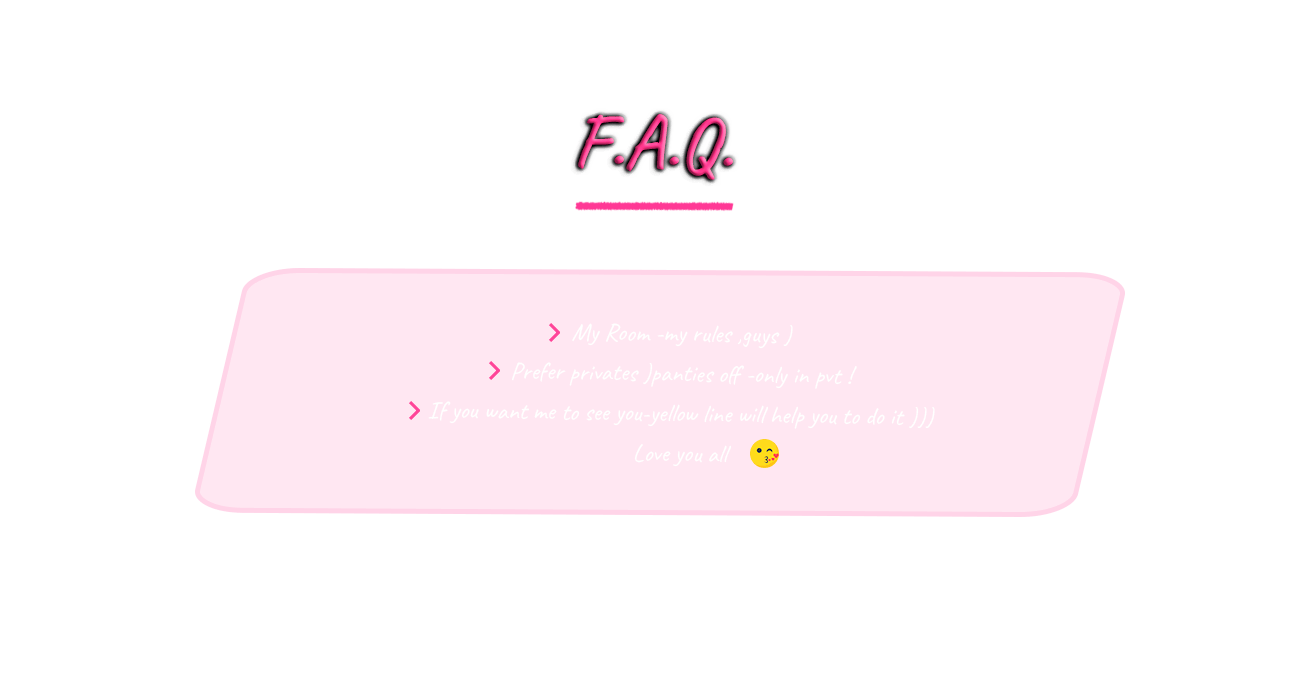 F.A.Q.
My Room -my rules ,guys )
Prefer privates )panties off -only in pvt !
If you want me to see you-yellow line will help you to do it )))
Love you all 😘